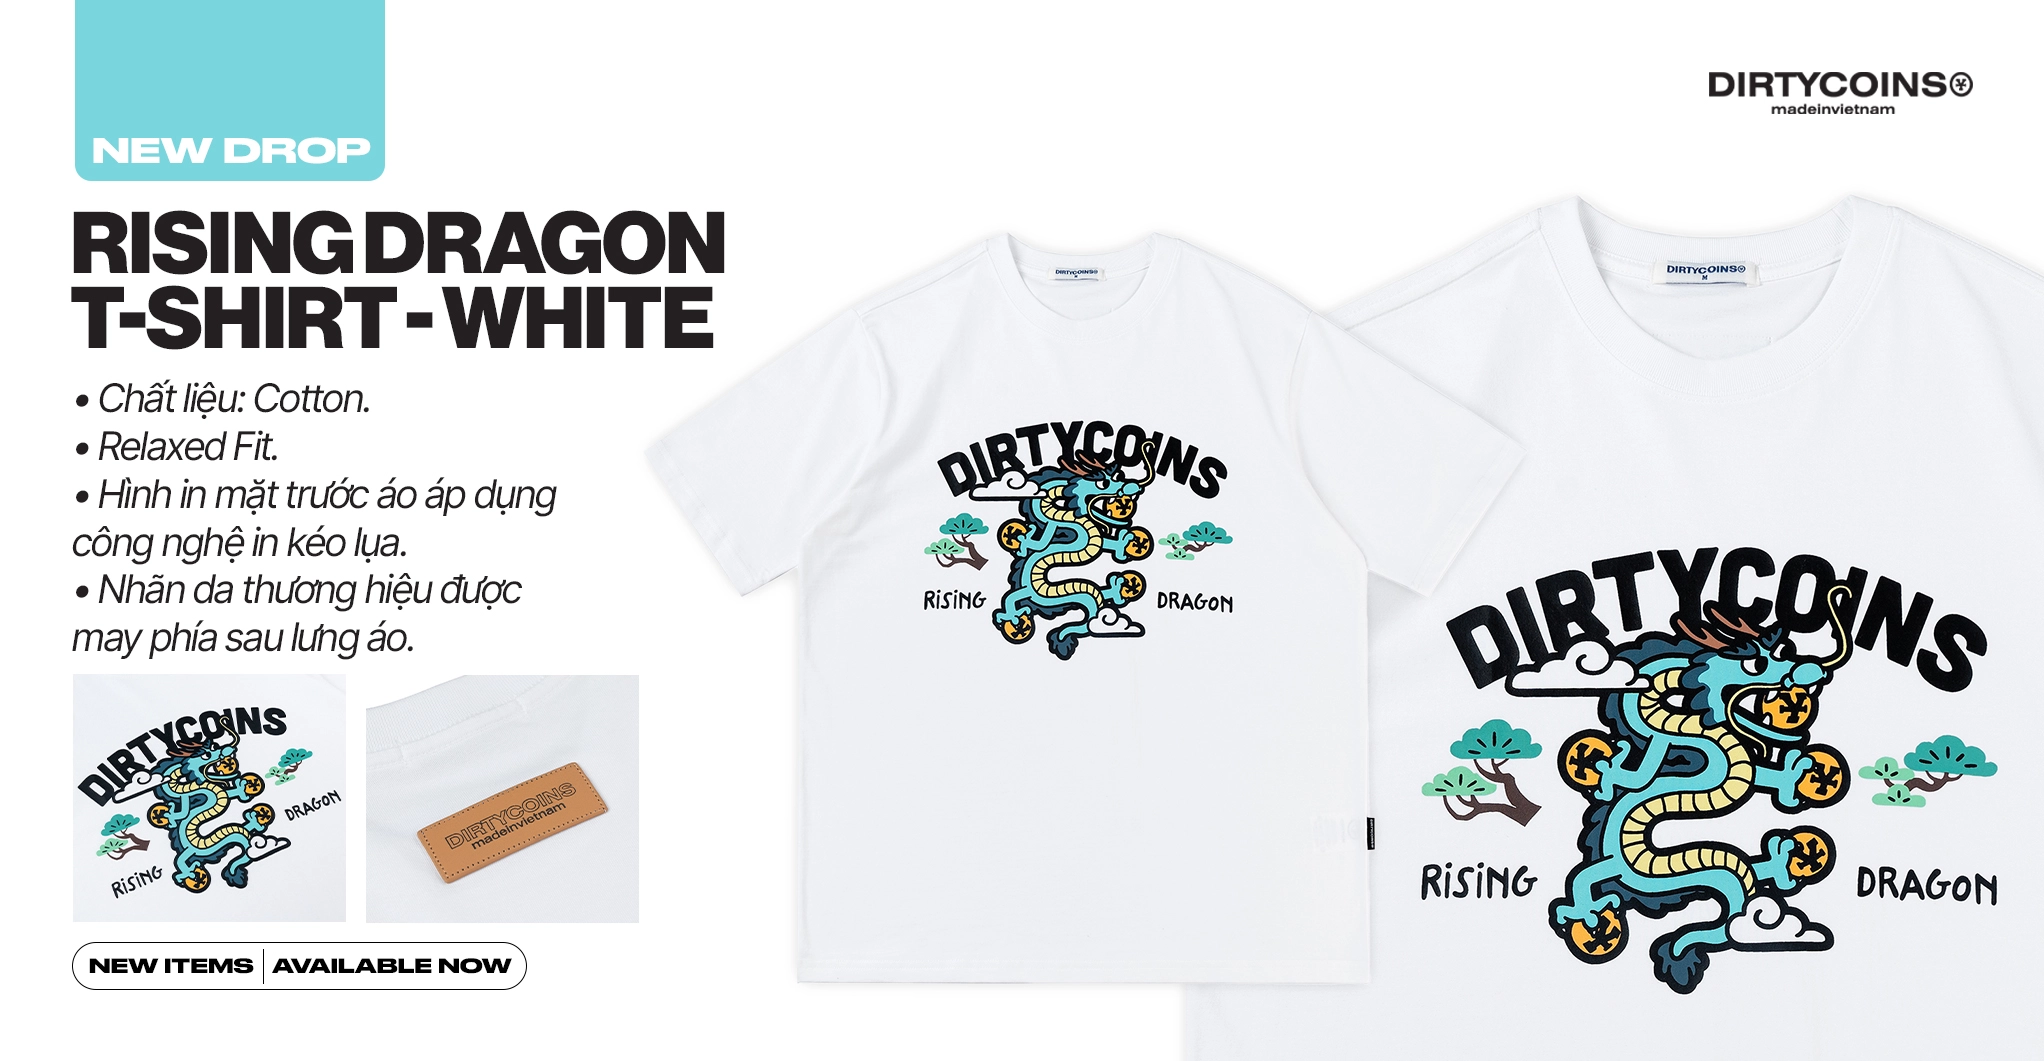 NEW DROP
DIRTYCOINS
madeinvietnam
RISING DRAGON
T-SHIRT - WHITE
• Chất liệu: Cotton.
• Relaxed Fit.
• Hình in mặt trước áo áp dụng
công nghệ in kéo lụa.
• Nhãn da thương hiệu được
may phía sau lưng áo.
DIRTYCOINS
M
DIRTYCOINS
RISING
DRAGON
DIRTYCOINS
M
DIRTYCOINS
RISING
DRAGON
DIRTYCOINS
DRAGON
RISING
DIRTYCOINS
madeinvietnam
NEW ITEMS | AVAILABLE NOW